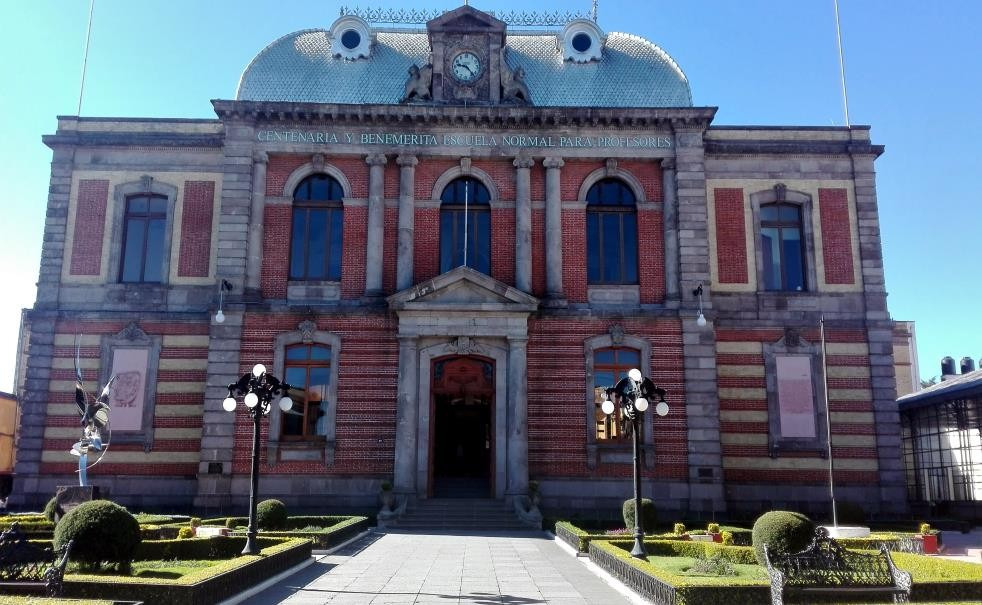 CENTENARIA Y BENEMERITA ESCUELA NORMAL PARA PROFESORES